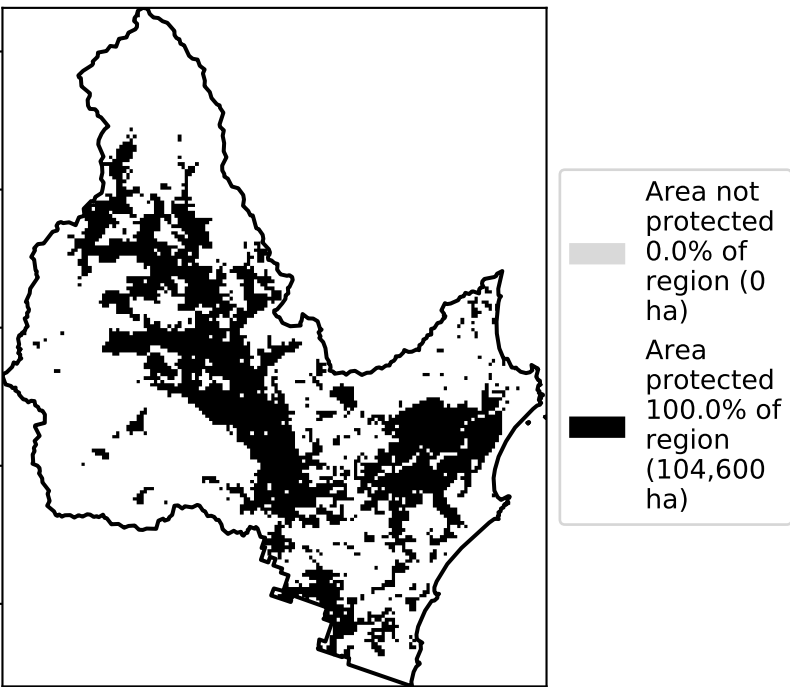 Area not
protected
0.0% of
region (0
ha)
Area
protected
100.0% of
region
(104,600
ha)